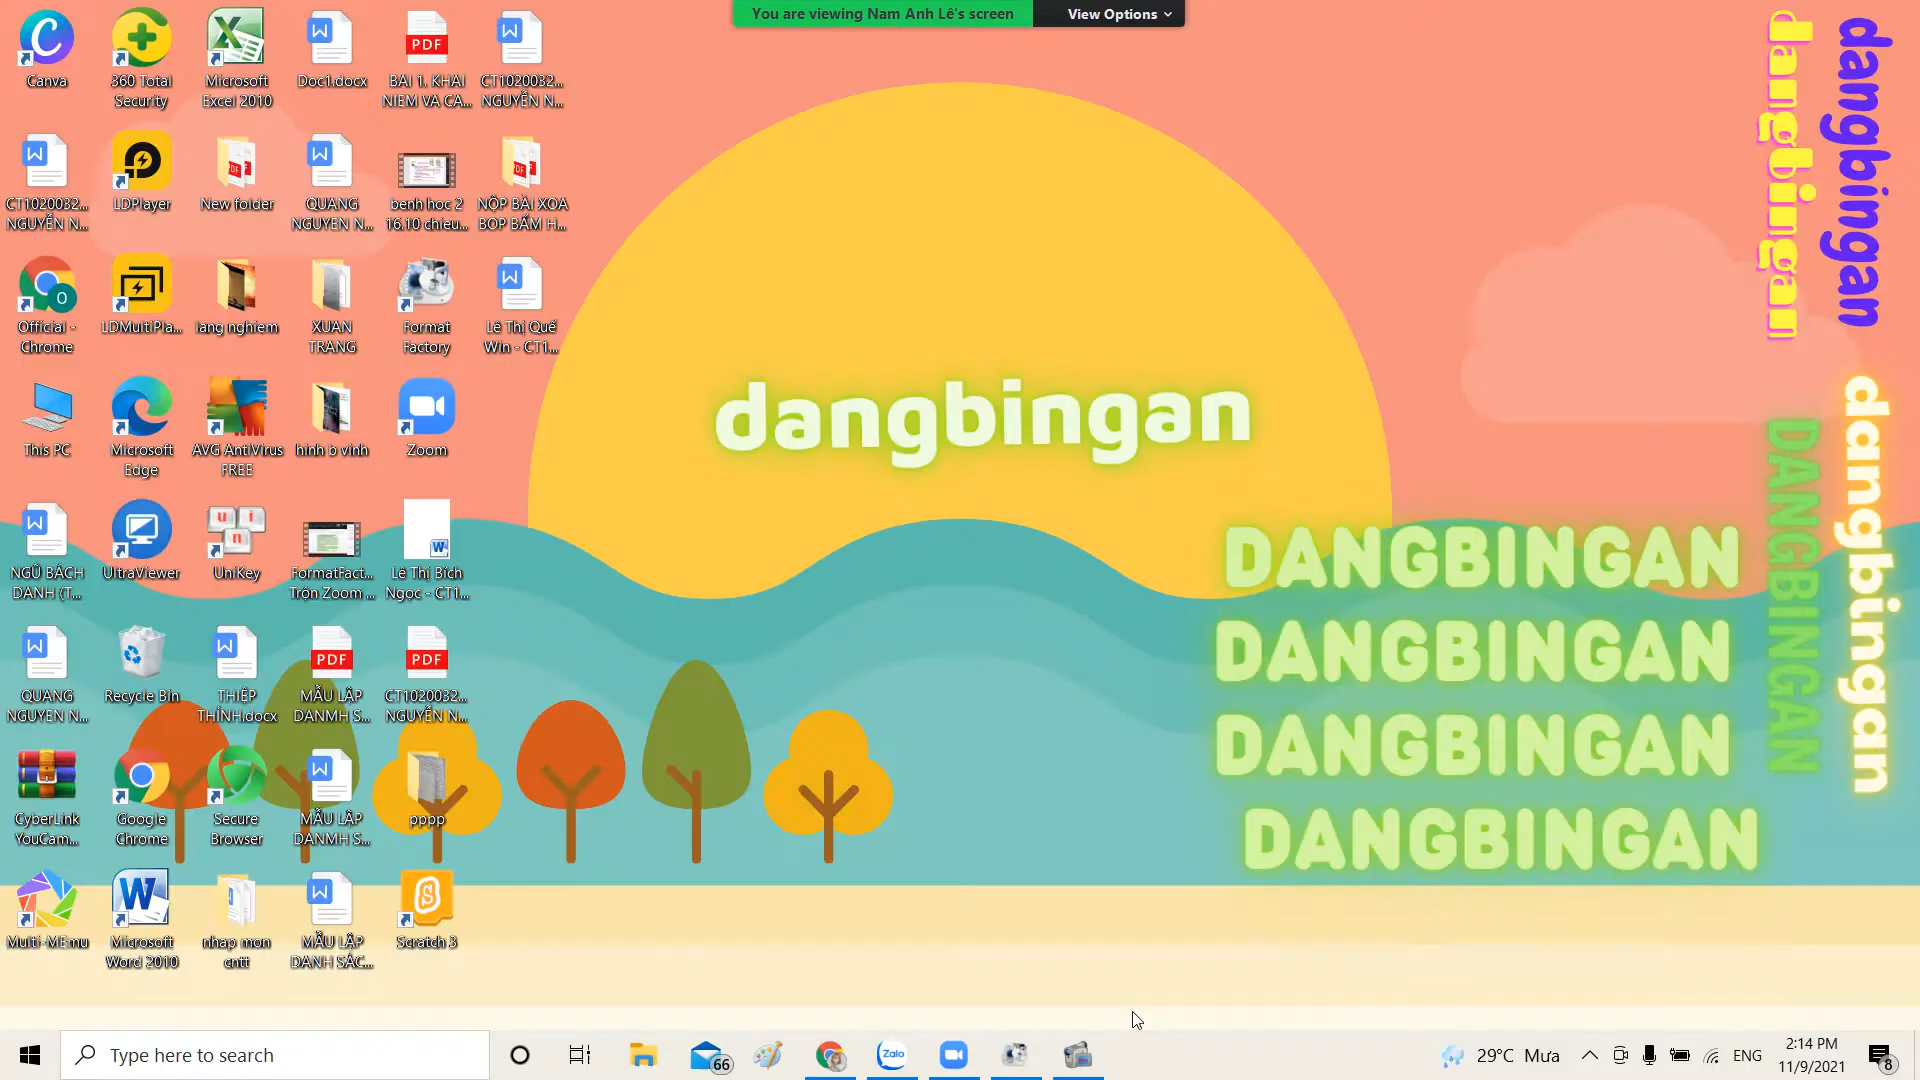 You are viewing Nam Anh Lê's screen
View Options
Canva
360 Total
Security
Microsoft
Excel 2010
Doc1.docx
PDF
BAI 1. KHAI
NIEM VA CA...
CT1020032...
NGUYỄN N...
CT1020032...
NGUYỄN N...
LDPlayer
New folder
QUANG
NGUYEN N...
benh hoc 2
16.10 chieu...
NỘP BÀI XOA
BOP BẤM H...
Official -
Chrome
LDMultiPla...
lang nghiem
XUAN
TRANG
Format
Factory
Lê Thị Quế
Win - CT1...
This PC
Microsoft
Edge
AVG AntiVirus
FREE
hinh b vinh
Zoom
NGŨ BÁCH
DANH (T...
UltraViewer
UniKey
FormatFact...
Trộn Zoom ...
Lê Thị Bích
Ngọc - CT1...
QUANG
NGUYEN N...
Recycle Bin
THIỆP
THỈNH.docx
PDF
MẪU LẬP
DANMH S...
PDF
CT1020032...
NGUYỄN N...
CyberLink
YouCam...
Google
Chrome
Secure
Browser
MẪU LẬP
DANMH S...
pppp
Multi-MEmu
Microsoft
Word 2010
nhap mon
cntt
MẪU LẬP
DANH SÁC...
Scratch 3
dangbingan
dangbingan
dangbingan
dangbingan
DANGBINGAN
DANGBINGAN
DANGBINGAN
DANGBINGAN
DANGBINGAN
Type here to search
66
Zalo
29°C Mưa
ENG
2:14 PM
11/9/2021
8